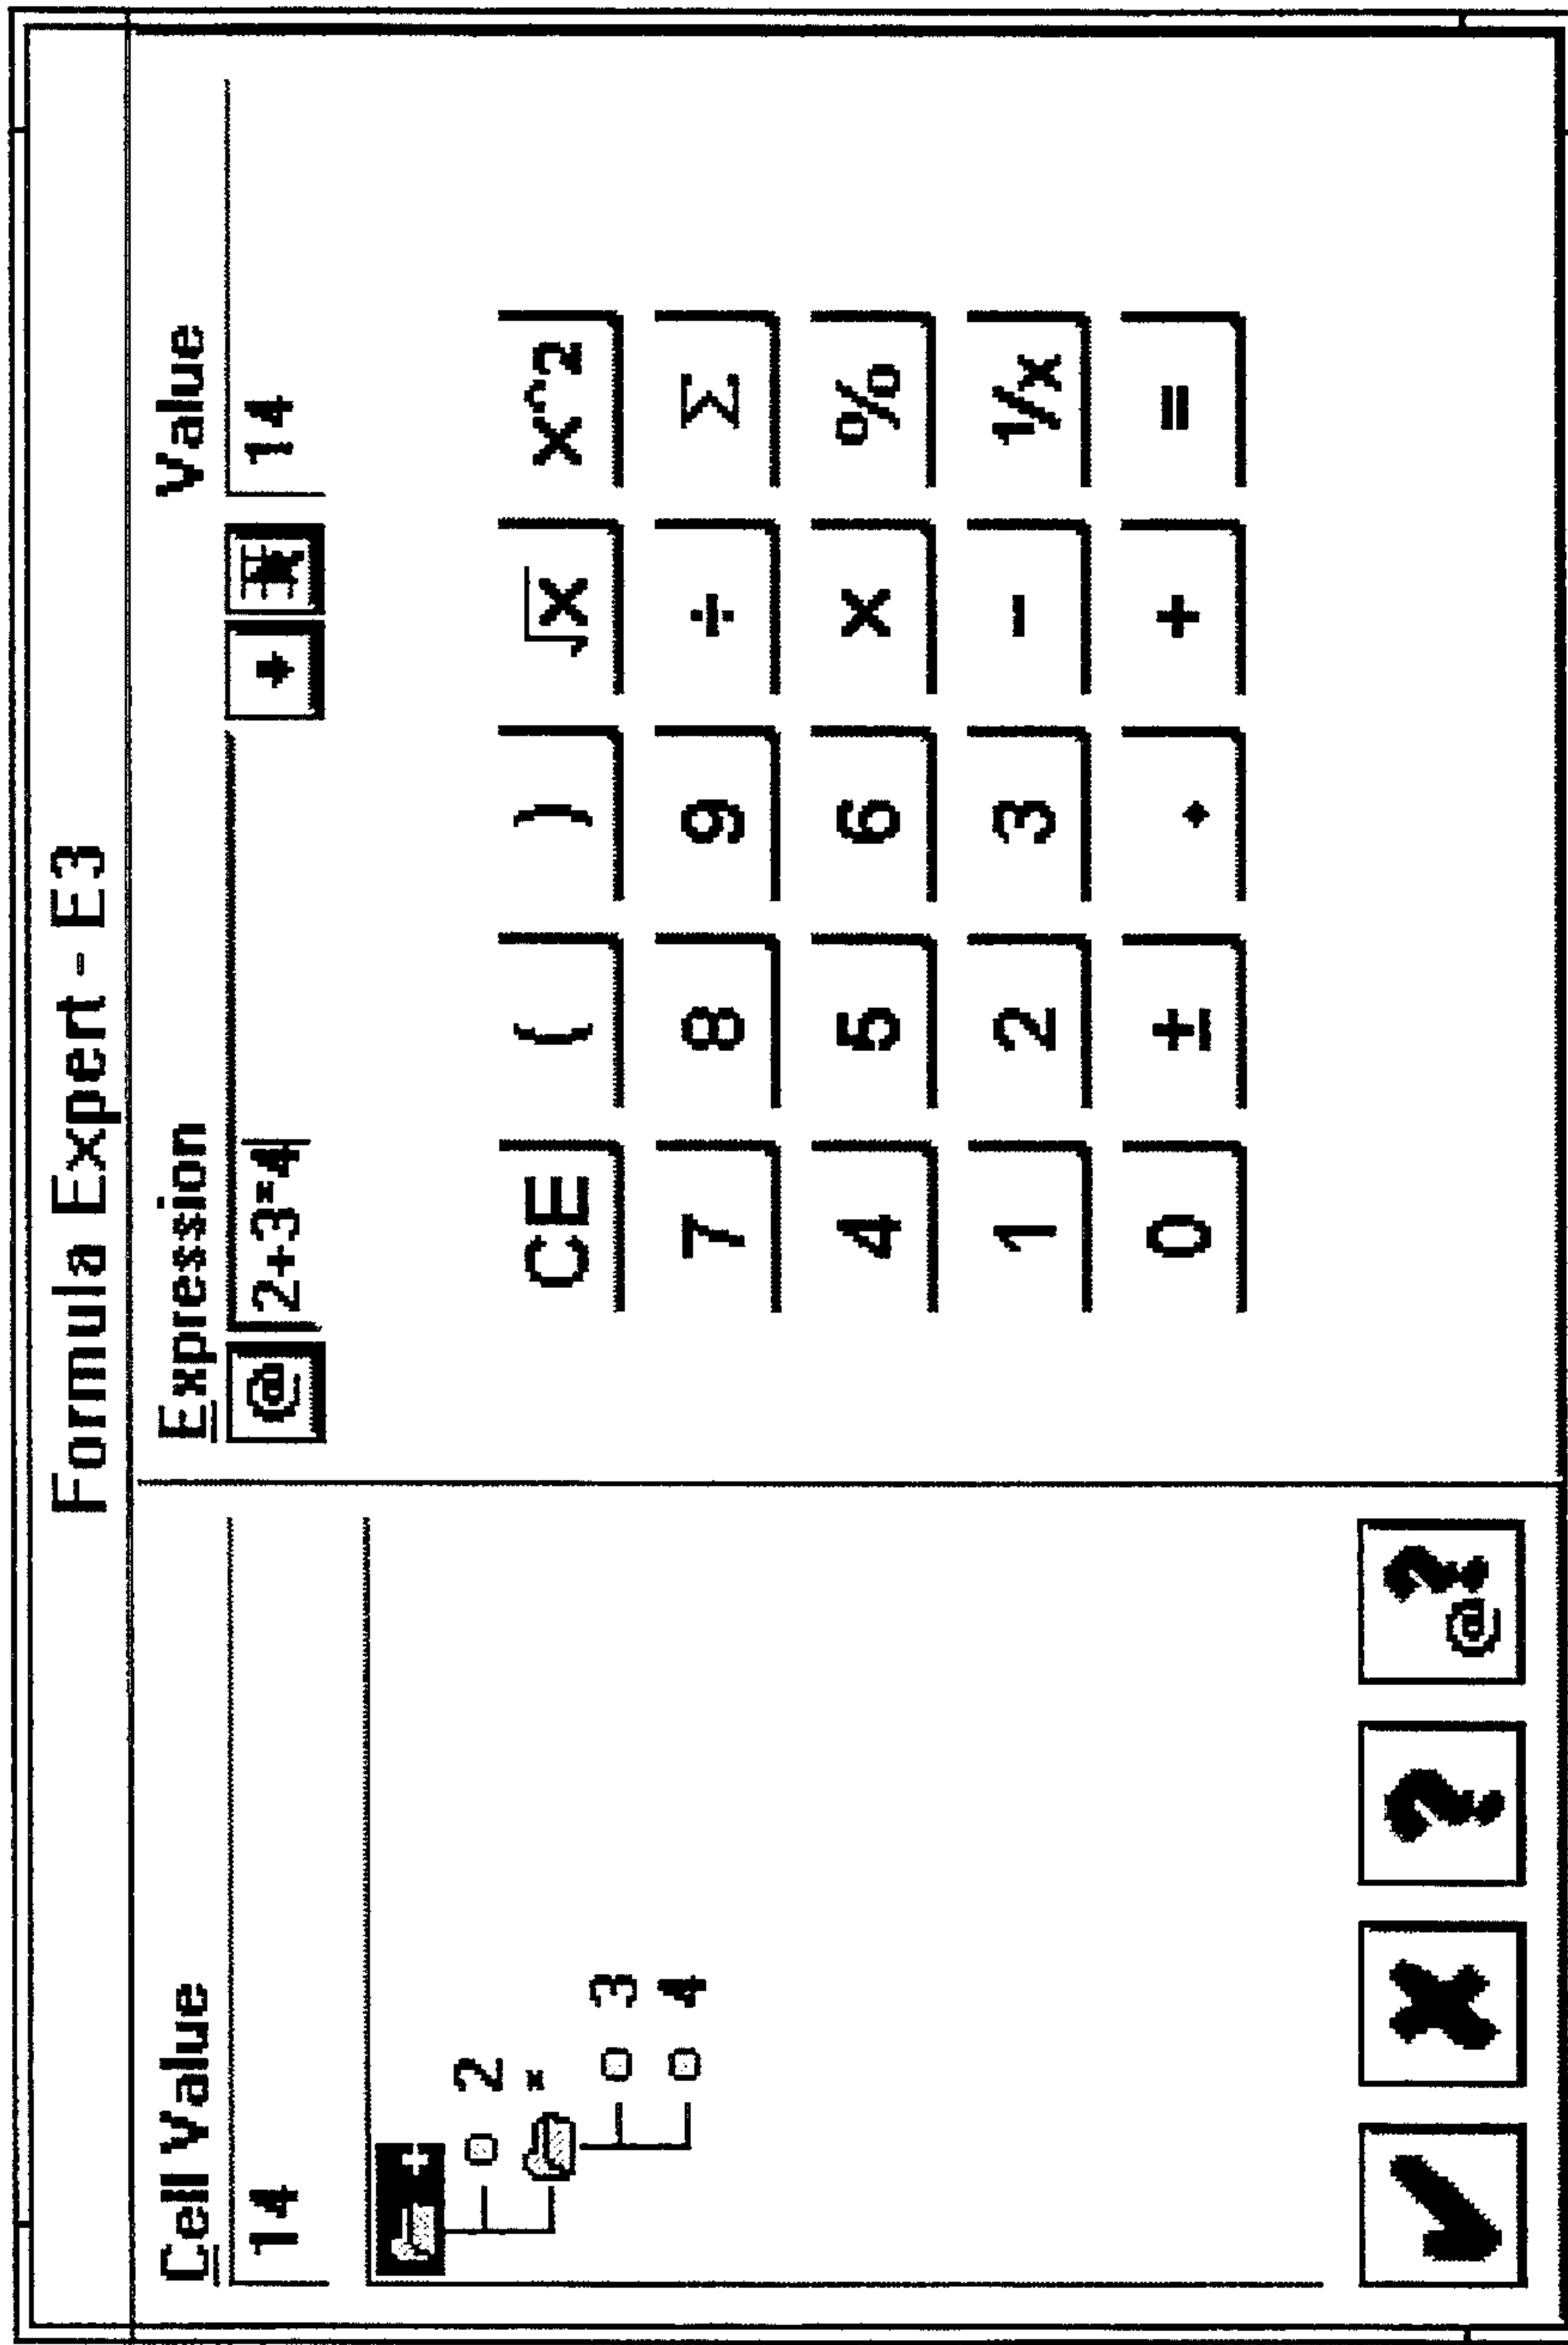 Formula Expert - E3
Cell Value
14
+
2
*
3
4
@?
?
Expression
Value
@ 2+3*4
14
CE ( ) √x x^2
7 8 9 ÷ Σ
4 5 6 × %
1 2 3 - 1/x
0 ± . + =